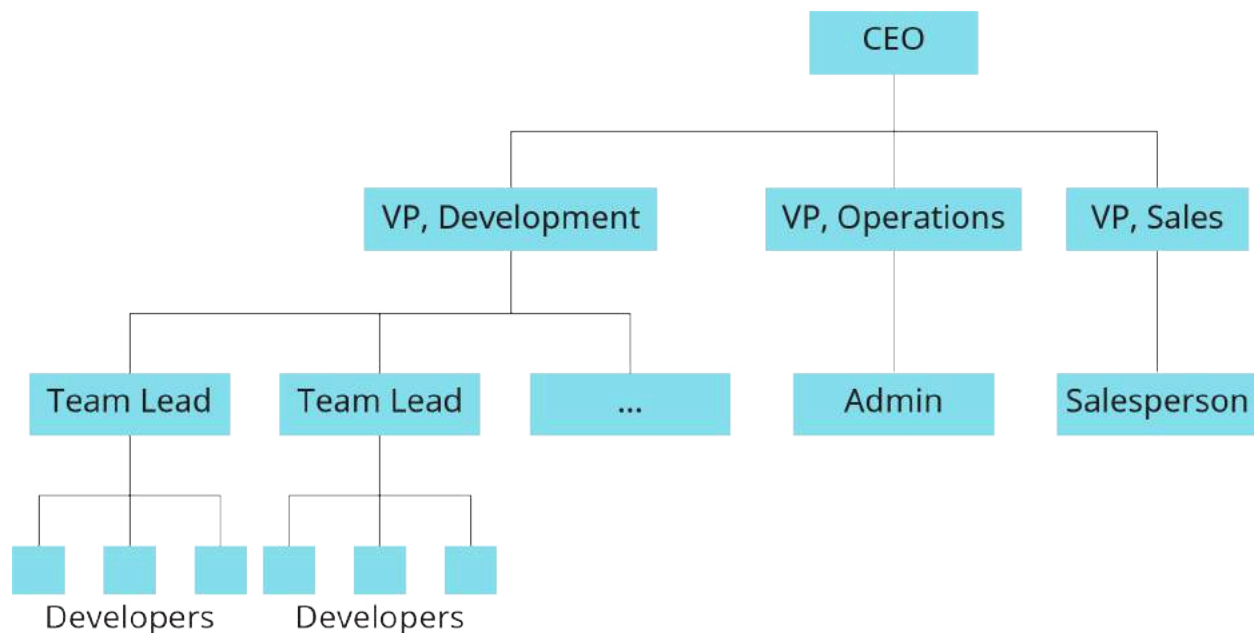 CEO
VP, Development
VP, Operations
VP, Sales
Team Lead
Team Lead
...
Admin
Salesperson
Developers
Developers